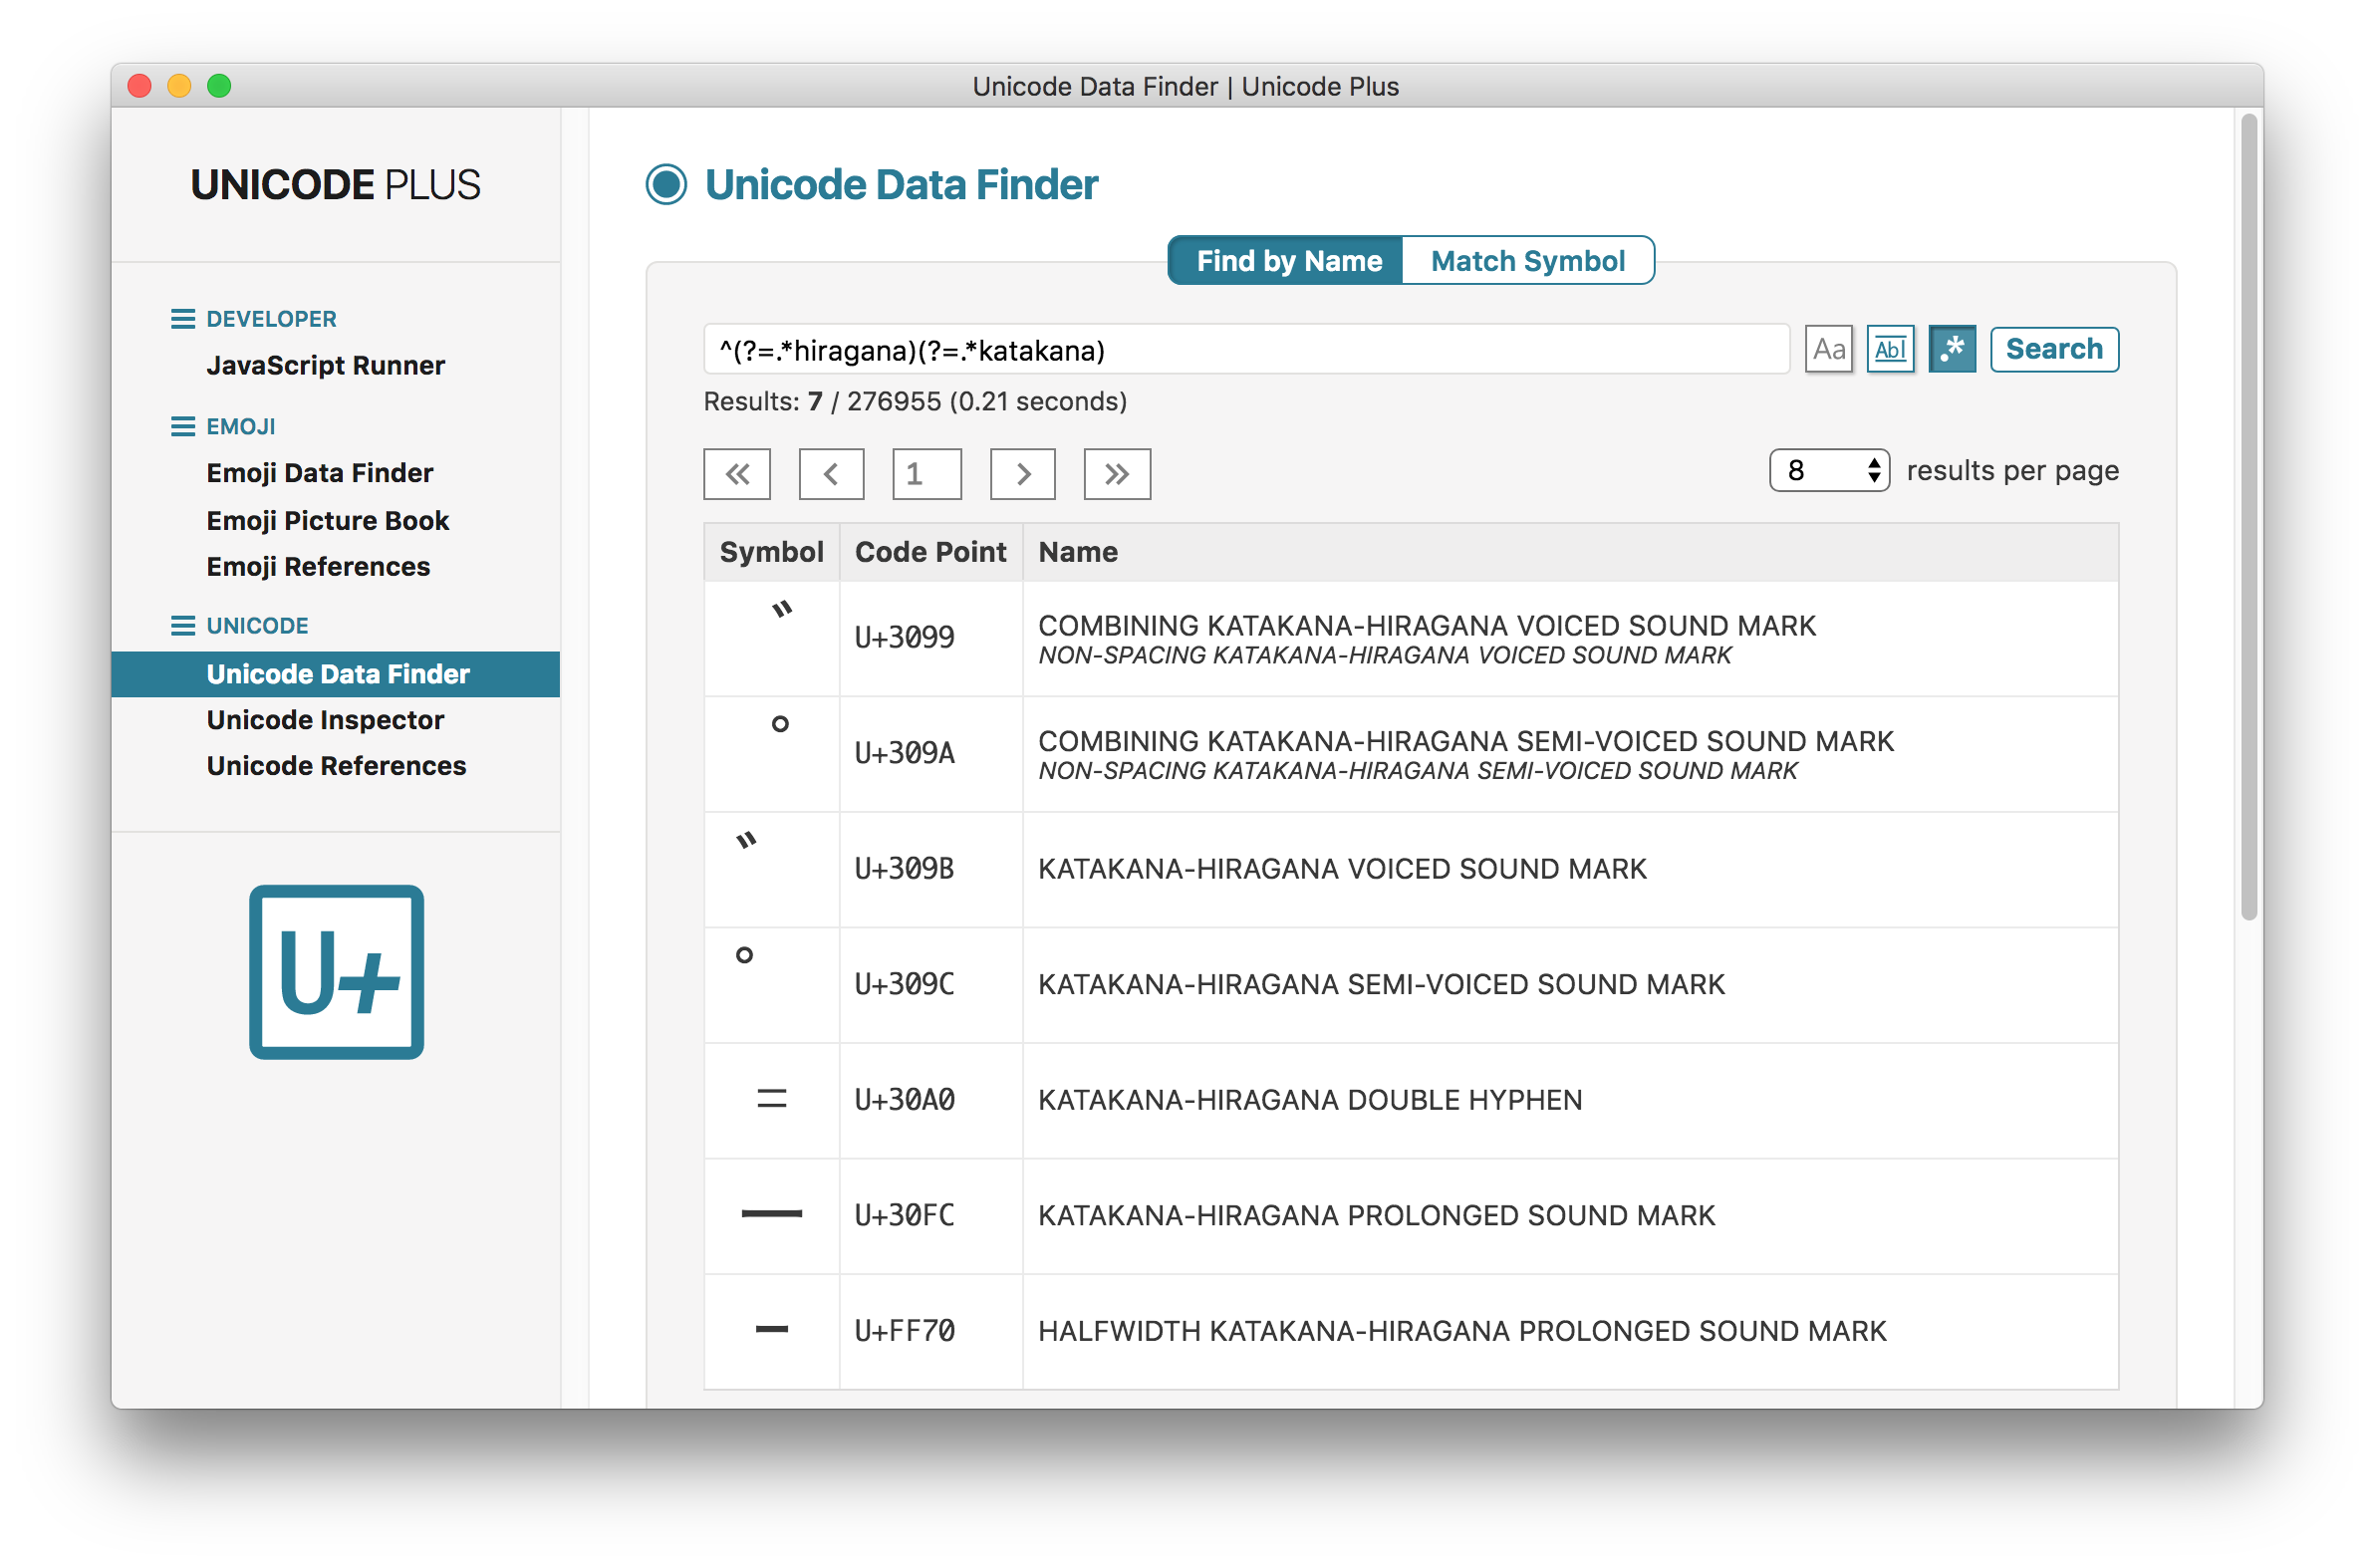 Unicode Data Finder | Unicode Plus
UNICODE PLUS
DEVELOPER
JavaScript Runner
EMOJI
Emoji Data Finder
Emoji Picture Book
Emoji References
UNICODE
Unicode Data Finder
Unicode Inspector
Unicode References
U+
Unicode Data Finder
Find by Name Match Symbol
^(?=.*hiragana)(?=.*katakana) Aa Ab| .* Search
Results: 7 / 276955 (0.21 seconds)
« ‹ 1 › » 8 results per page
Symbol Code Point Name
゙ U+3099 COMBINING KATAKANA-HIRAGANA VOICED SOUND MARK
NON-SPACING KATAKANA-HIRAGANA VOICED SOUND MARK
゚ U+309A COMBINING KATAKANA-HIRAGANA SEMI-VOICED SOUND MARK
NON-SPACING KATAKANA-HIRAGANA SEMI-VOICED SOUND MARK
゛ U+309B KATAKANA-HIRAGANA VOICED SOUND MARK
゜ U+309C KATAKANA-HIRAGANA SEMI-VOICED SOUND MARK
゠ U+30A0 KATAKANA-HIRAGANA DOUBLE HYPHEN
ー U+30FC KATAKANA-HIRAGANA PROLONGED SOUND MARK
ｰ U+FF70 HALFWIDTH KATAKANA-HIRAGANA PROLONGED SOUND MARK